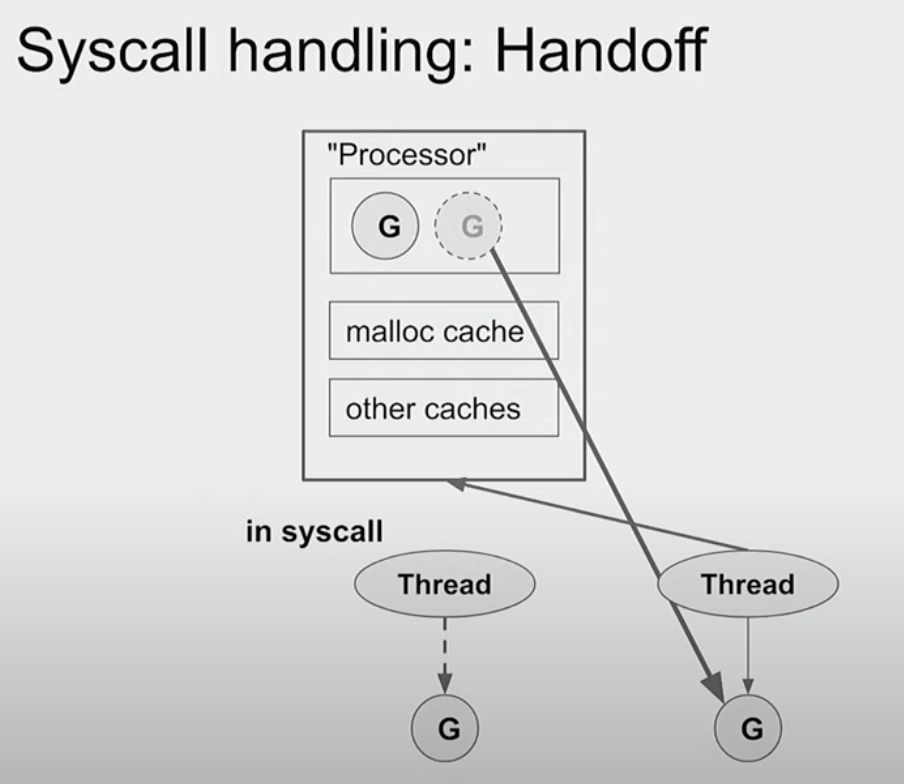 Syscall handling: Handoff
"Processor"
G G
malloc cache
other caches
in syscall
Thread Thread
G G